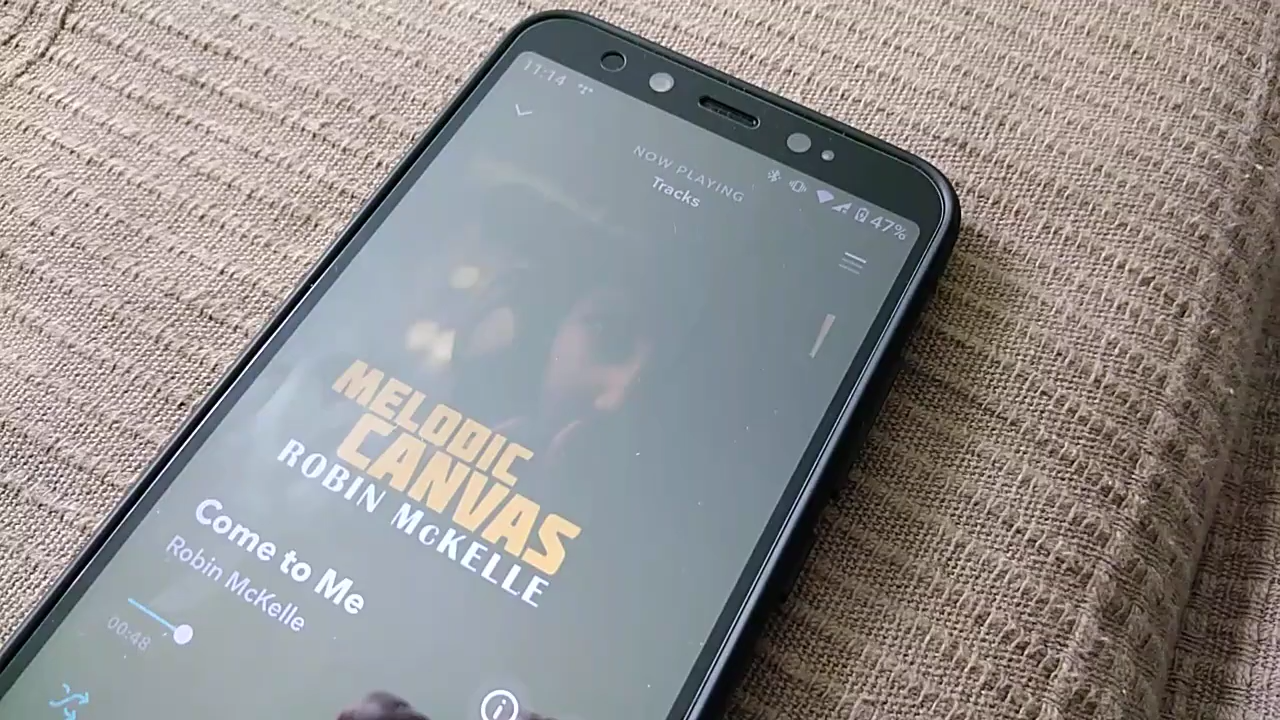 11:14
47%
NOW PLAYING
Tracks
MELODIC
CANVAS
ROBIN McKELLE
Come to Me
Robin McKelle
00:48